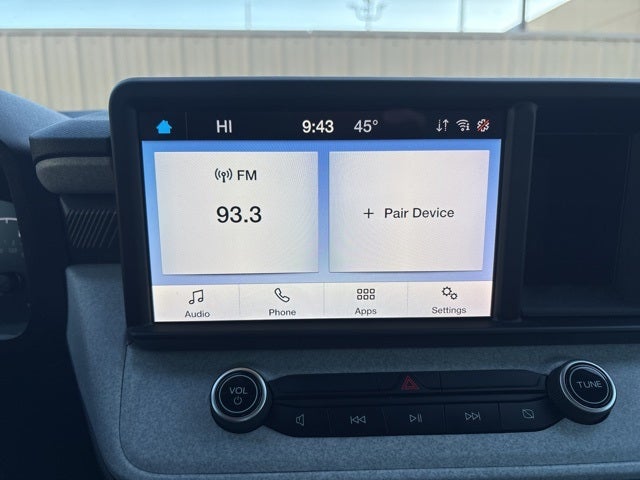 HI 9:43 45°
FM
93.3
+ Pair Device
Audio Phone Apps Settings
VOL
TUNE